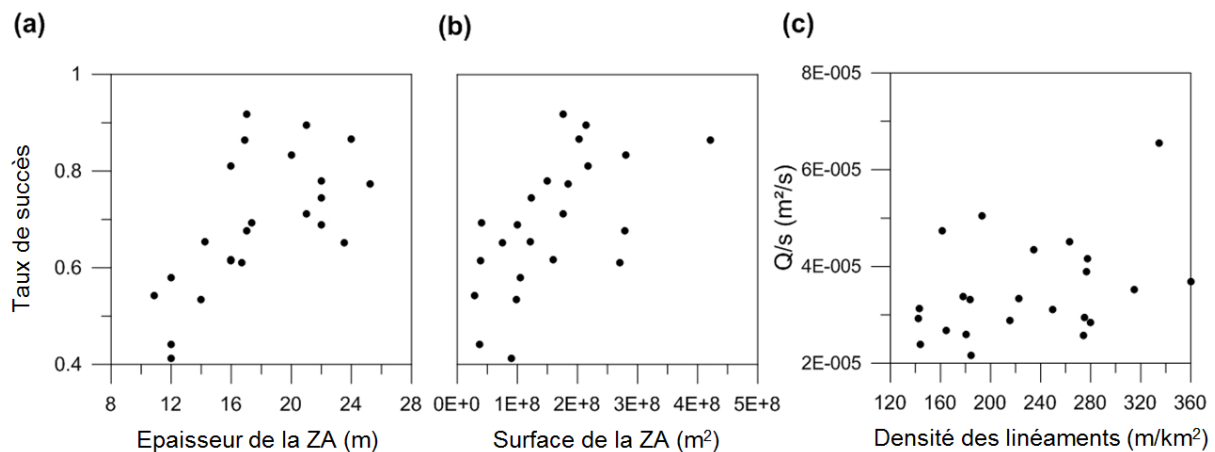 (a)
(b)
(c)
Taux de succès
1
0.8
0.6
0.4
8 12 16 20 24 28
Epaisseur de la ZA (m)
0E+0 1E+8 2E+8 3E+8 4E+8 5E+8
Surface de la ZA (m²)
Q/s (m²/s)
8E-005
6E-005
4E-005
2E-005
120 160 200 240 280 320 360
Densité des linéaments (m/km²)